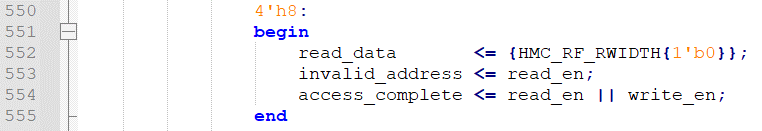 550 4'h8:
551 begin
552 read_data <= {HMC_RF_RWIDTH{1'b0}};
553 invalid_address <= read_en;
554 access_complete <= read_en || write_en;
555 end